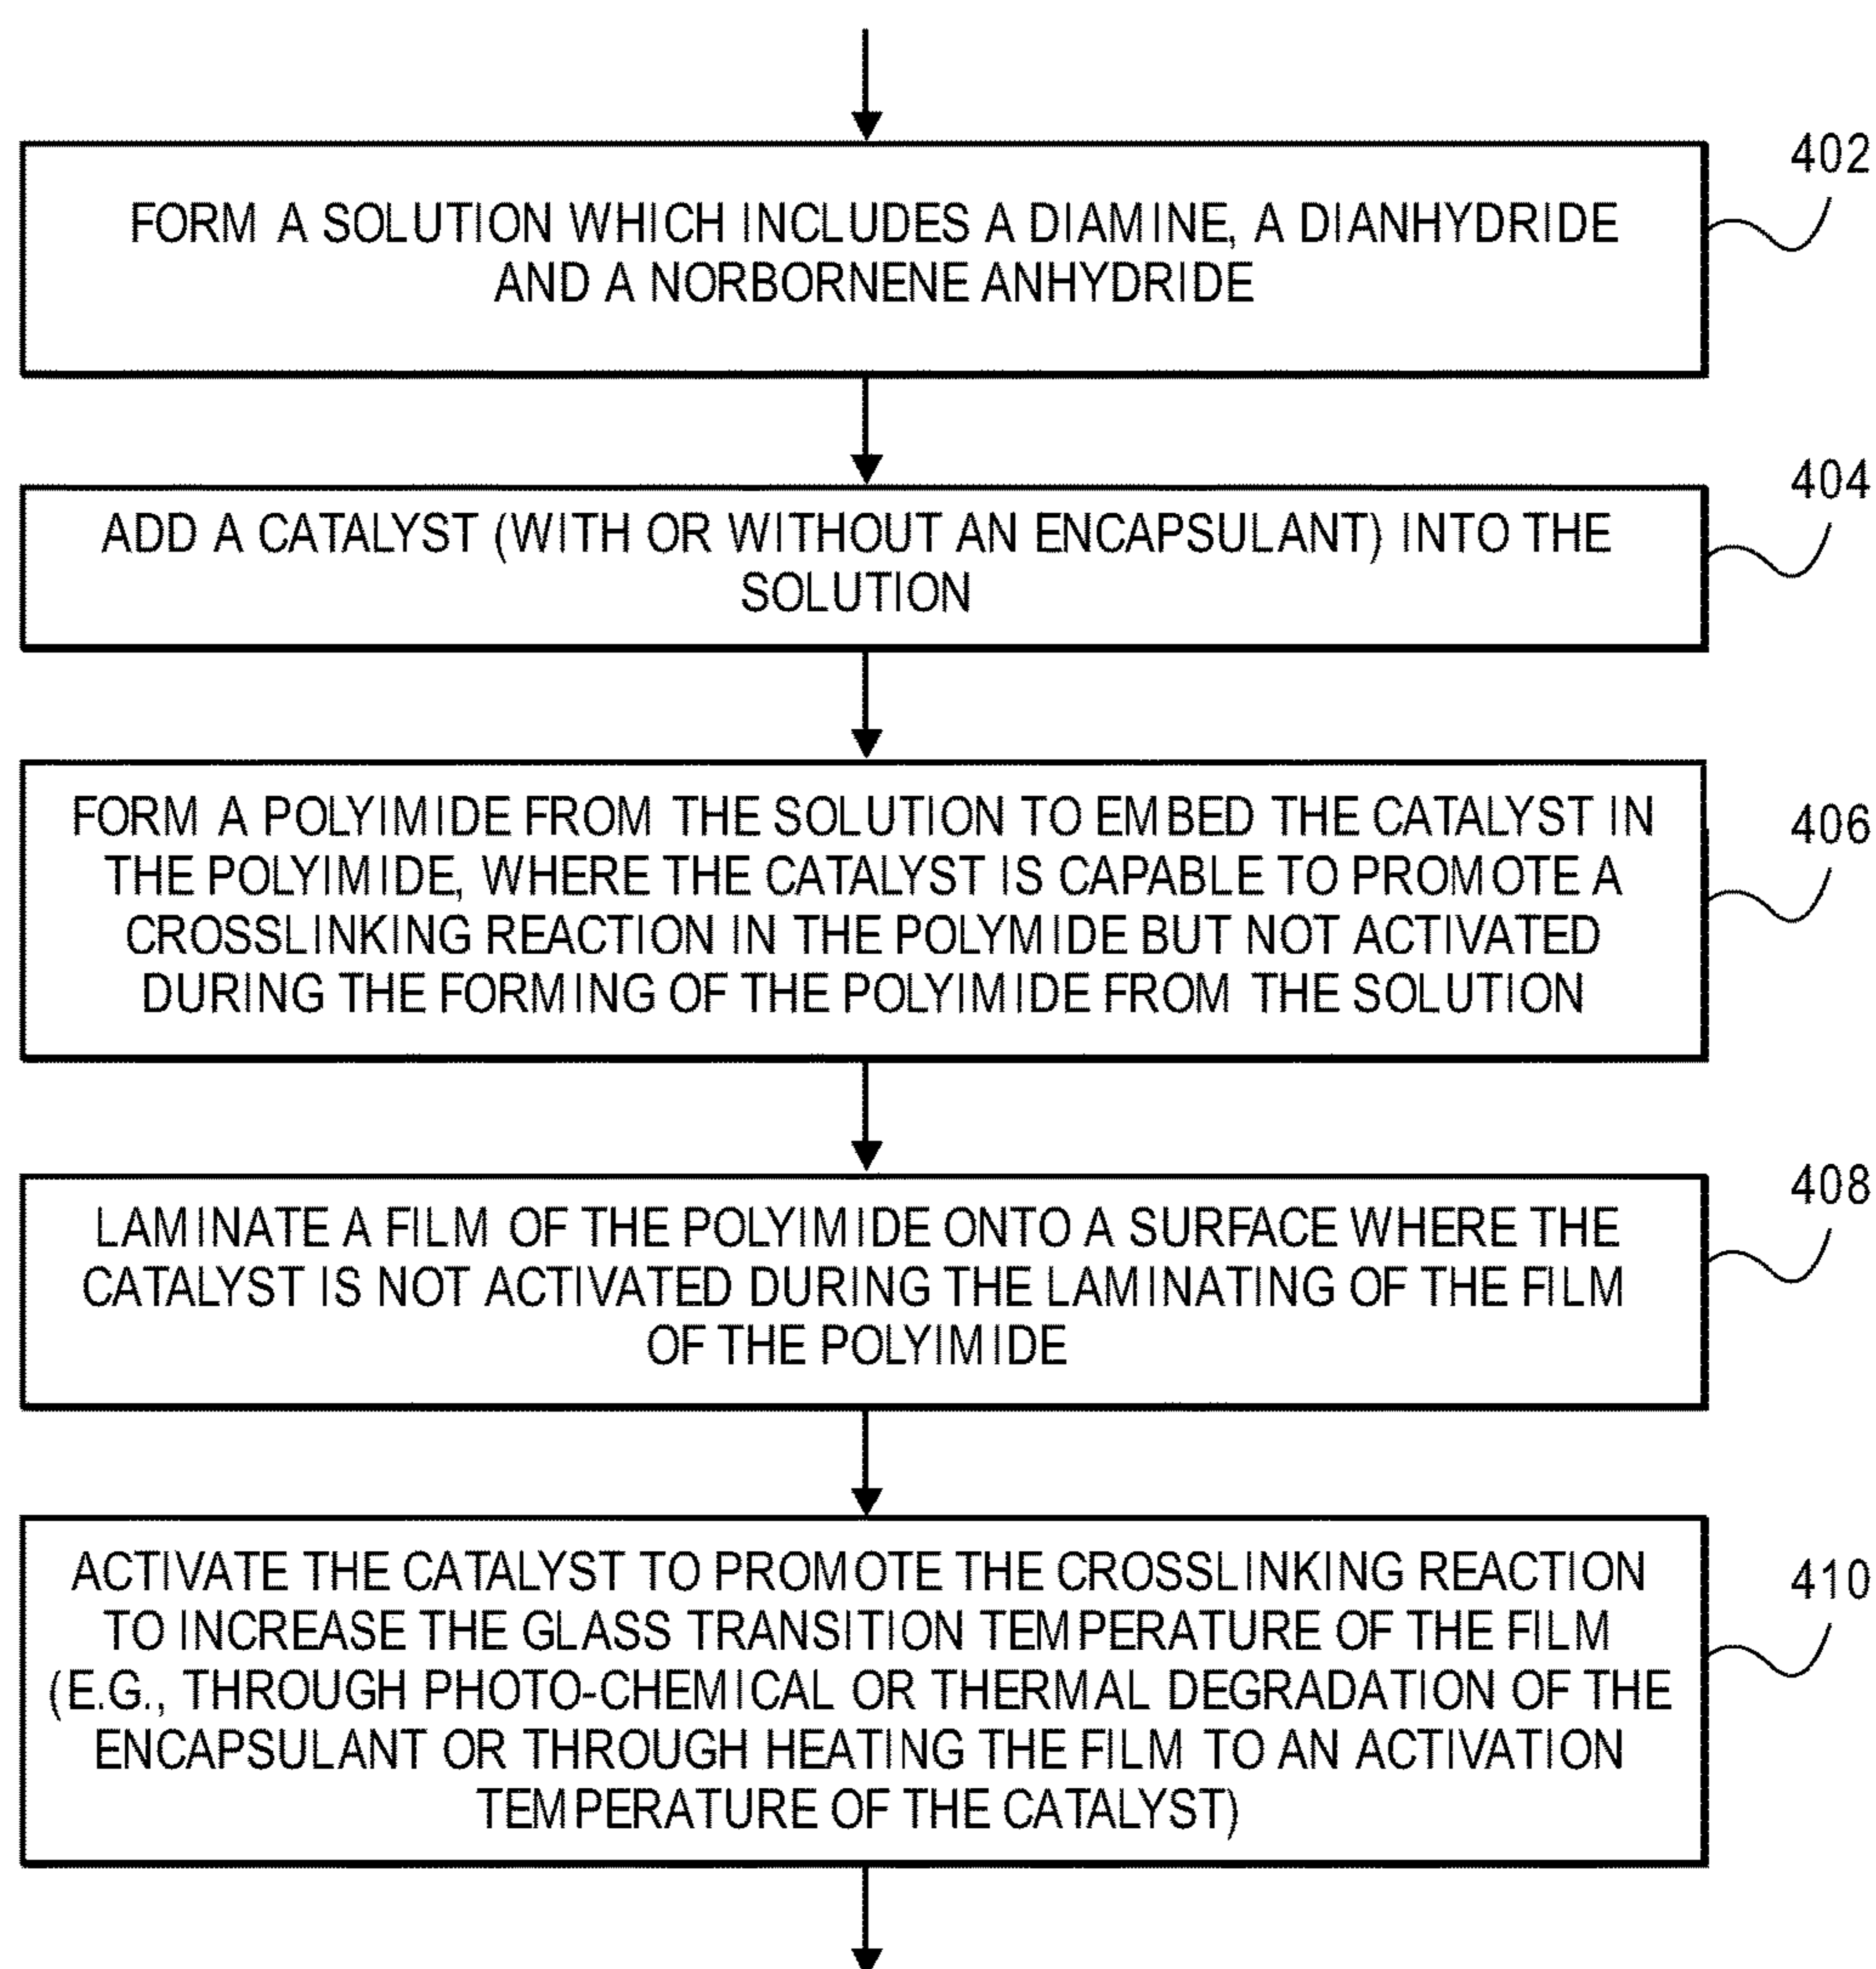 402
FORM A SOLUTION WHICH INCLUDES A DIAMINE, A DIANHYDRIDE
AND A NORBORNENE ANHYDRIDE
404
ADD A CATALYST (WITH OR WITHOUT AN ENCAPSULANT) INTO THE
SOLUTION
406
FORM A POLYIMIDE FROM THE SOLUTION TO EMBED THE CATALYST IN
THE POLYIMIDE, WHERE THE CATALYST IS CAPABLE TO PROMOTE A
CROSSLINKING REACTION IN THE POLYMIDE BUT NOT ACTIVATED
DURING THE FORMING OF THE POLYIMIDE FROM THE SOLUTION
408
LAMINATE A FILM OF THE POLYIMIDE ONTO A SURFACE WHERE THE
CATALYST IS NOT ACTIVATED DURING THE LAMINATING OF THE FILM
OF THE POLYIMIDE
410
ACTIVATE THE CATALYST TO PROMOTE THE CROSSLINKING REACTION
TO INCREASE THE GLASS TRANSITION TEMPERATURE OF THE FILM
(E.G., THROUGH PHOTO-CHEMICAL OR THERMAL DEGRADATION OF THE
ENCAPSULANT OR THROUGH HEATING THE FILM TO AN ACTIVATION
TEMPERATURE OF THE CATALYST)